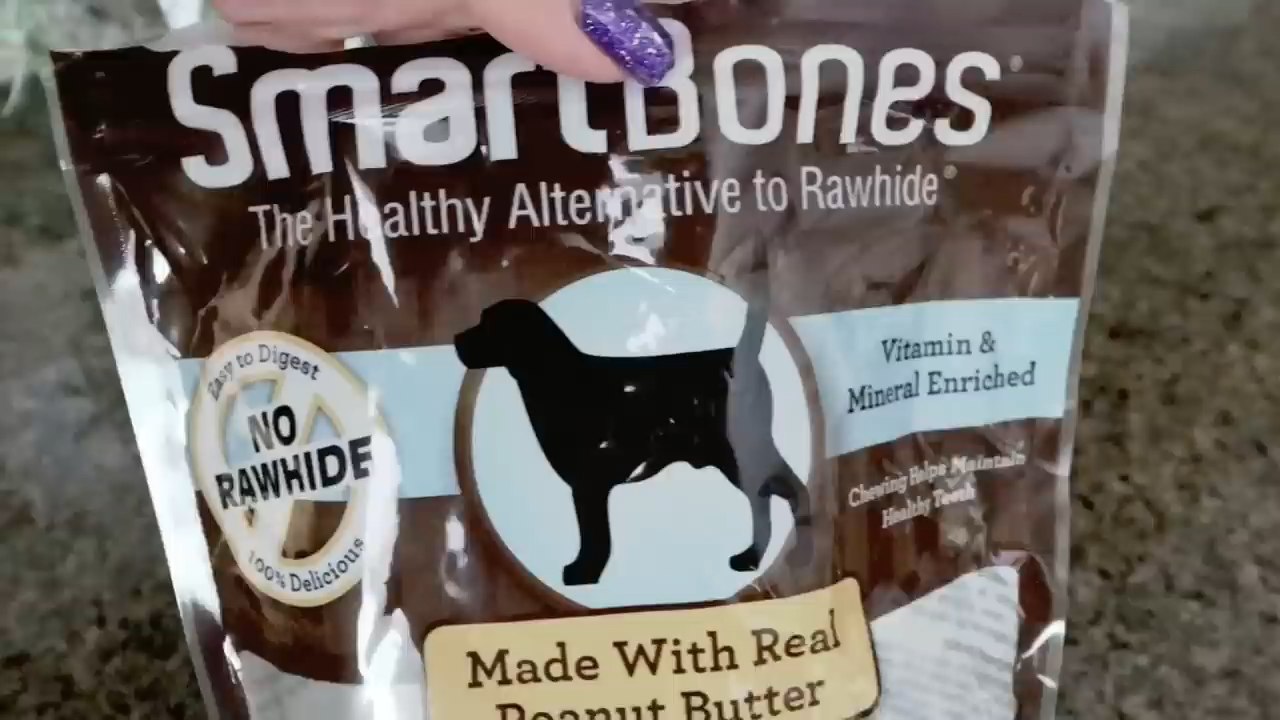 SmartBones®
The Healthy Alternative to Rawhide®
Easy to Digest
NO
RAWHIDE
100% Delicious
Vitamin &
Mineral Enriched
Chewing Helps Maintain
Healthy Teeth
Made With Real
Peanut Butter